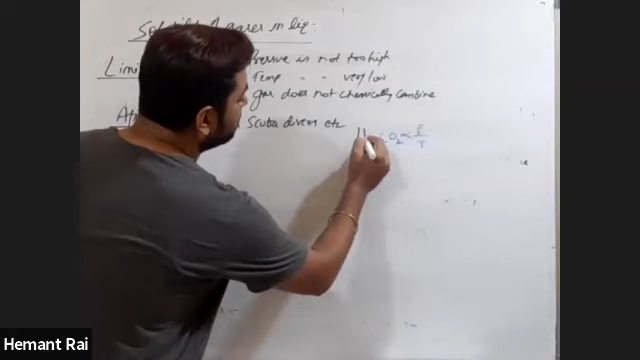 Solubility of gases in liq:
Limi Pressure is not too high
Temp " " very low
gas does not chemically combine
Ap Scuba divers etc
O₂ ∝ P/T
Hemant Rai